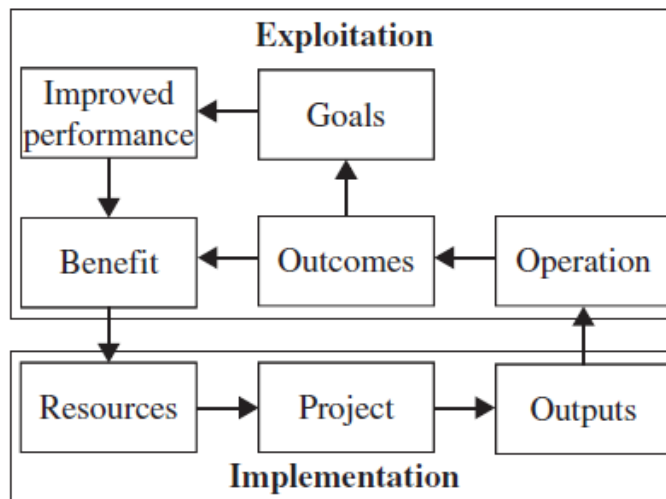 Exploitation
Improved
performance
Goals
Benefit
Outcomes
Operation
Resources
Project
Outputs
Implementation